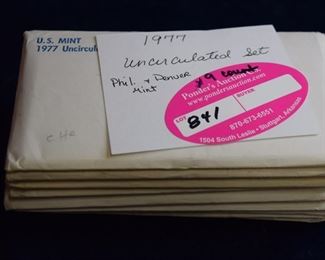 U.S. MINT
1977 Uncircul
1977
Uncirculated Set
Phil. & Denver x 9 count
Mint
Ponder's Auction
www.pondersauction.com
LOT
841
BUYER
870-673-6551
1504 South Leslie • Stuttgart, Arkansas